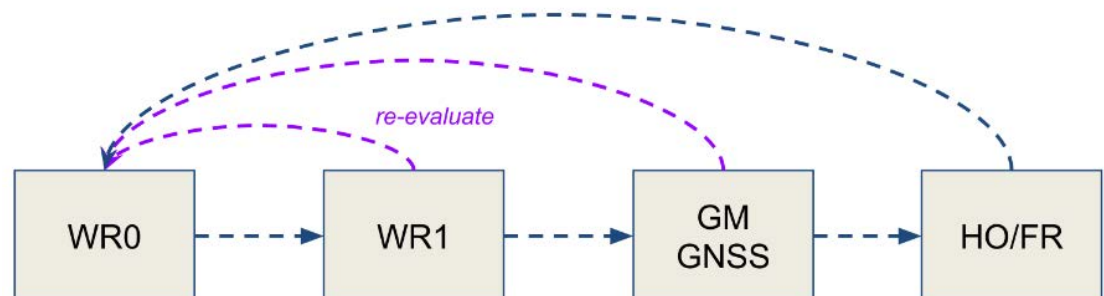 re-evaluate
WR0
WR1
GM
GNSS
HO/FR